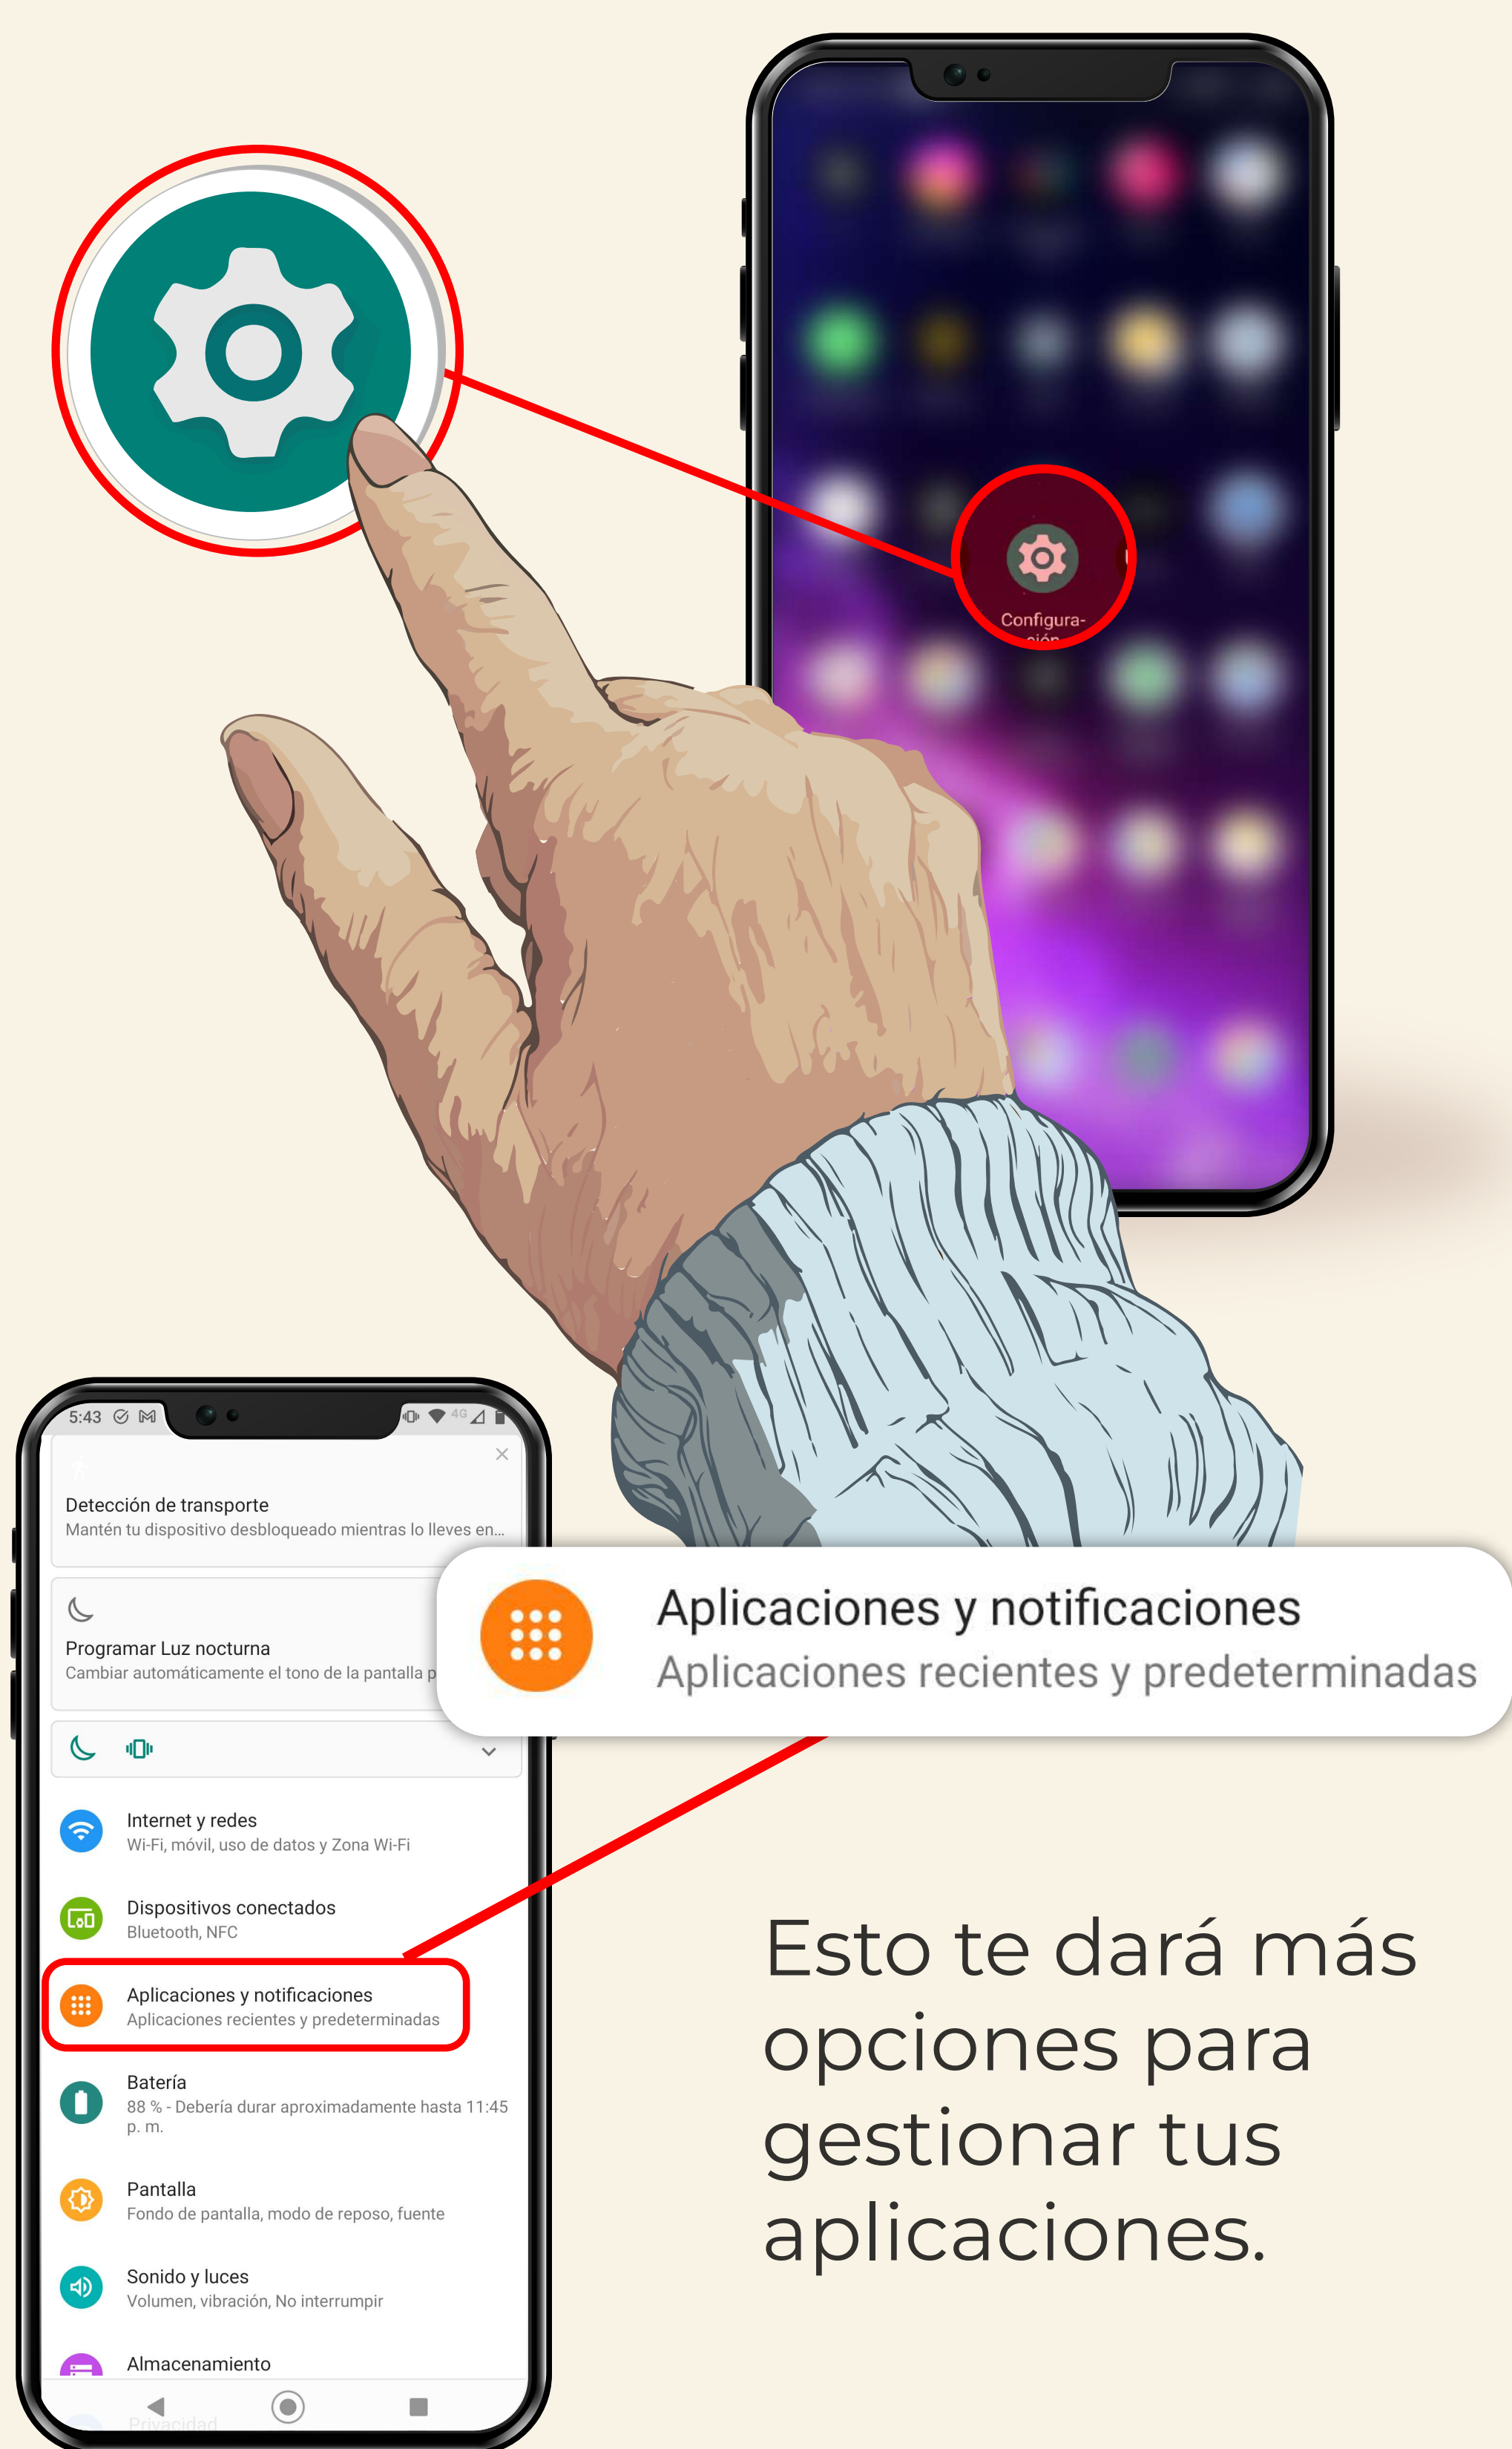 Configura-
ción
5:43
4G
Detección de transporte
Mantén tu dispositivo desbloqueado mientras lo lleves en...
Programar Luz nocturna
Cambiar automáticamente el tono de la pantalla p
Aplicaciones y notificaciones
Aplicaciones recientes y predeterminadas
Internet y redes
Wi-Fi, móvil, uso de datos y Zona Wi-Fi
Dispositivos conectados
Bluetooth, NFC
Aplicaciones y notificaciones
Aplicaciones recientes y predeterminadas
Batería
88 % - Debería durar aproximadamente hasta 11:45
p. m.
Pantalla
Fondo de pantalla, modo de reposo, fuente
Sonido y luces
Volumen, vibración, No interrumpir
Almacenamiento
Privacidad
Esto te dará más
opciones para
gestionar tus
aplicaciones.